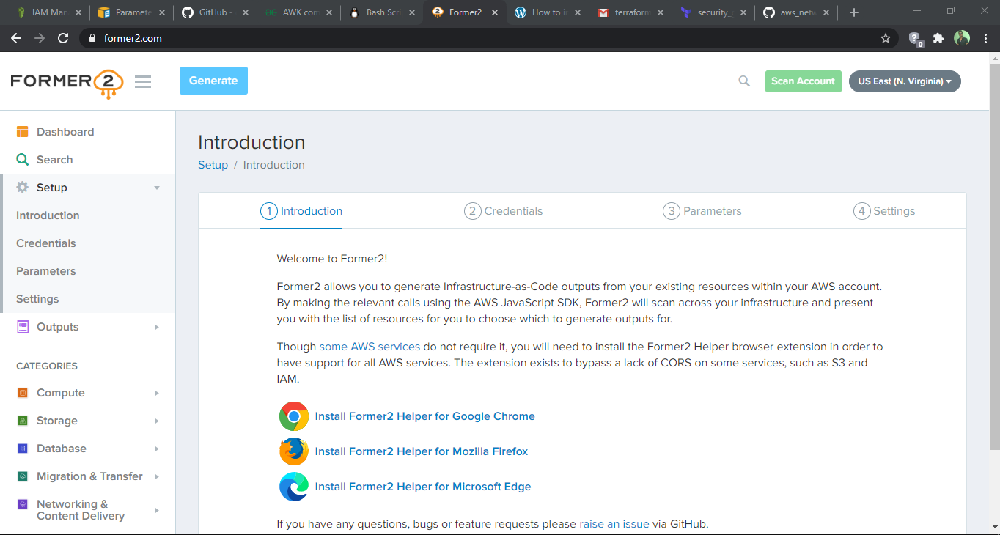 IAM Man
Paramete
GitHub -
AWK com
Bash Scri
Former2
How to i
terraform
security_
aws_netw
former2.com
0
FORMER2
Generate
Scan Account
US East (N. Virginia)
Dashboard
Search
Setup
Introduction
Credentials
Parameters
Settings
Outputs
CATEGORIES
Compute
Storage
Database
Migration & Transfer
Networking &
Content Delivery
Introduction
Setup / Introduction
1 Introduction
2 Credentials
3 Parameters
4 Settings
Welcome to Former2!
Former2 allows you to generate Infrastructure-as-Code outputs from your existing resources within your AWS account.
By making the relevant calls using the AWS JavaScript SDK, Former2 will scan across your infrastructure and present
you with the list of resources for you to choose which to generate outputs for.
Though some AWS services do not require it, you will need to install the Former2 Helper browser extension in order to
have support for all AWS services. The extension exists to bypass a lack of CORS on some services, such as S3 and
IAM.
Install Former2 Helper for Google Chrome
Install Former2 Helper for Mozilla Firefox
Install Former2 Helper for Microsoft Edge
If you have any questions, bugs or feature requests please raise an issue via GitHub.